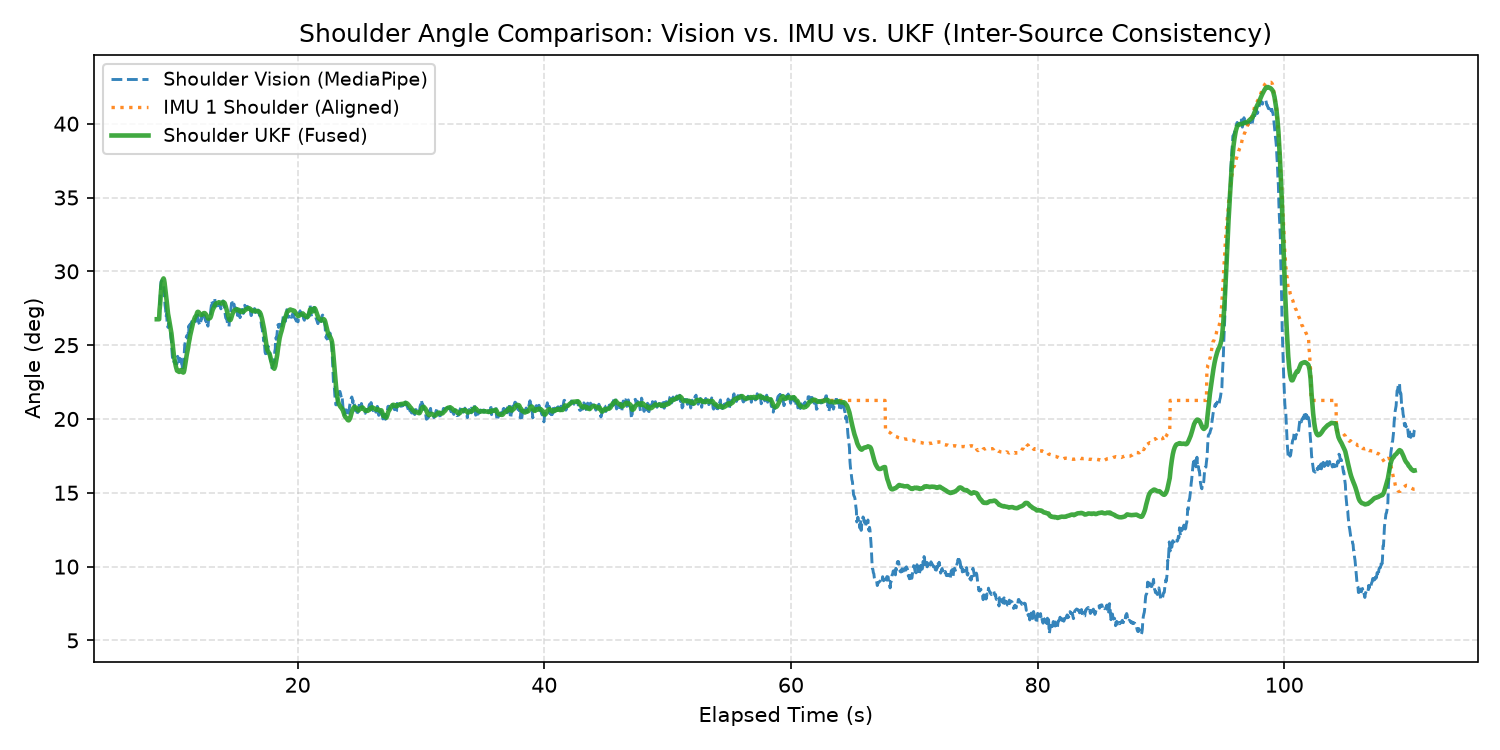 Shoulder Angle Comparison: Vision vs. IMU vs. UKF (Inter-Source Consistency)
Shoulder Vision (MediaPipe)
IMU 1 Shoulder (Aligned)
Shoulder UKF (Fused)
Angle (deg)
40
35
30
25
20
15
10
5
20
40
60
80
100
Elapsed Time (s)